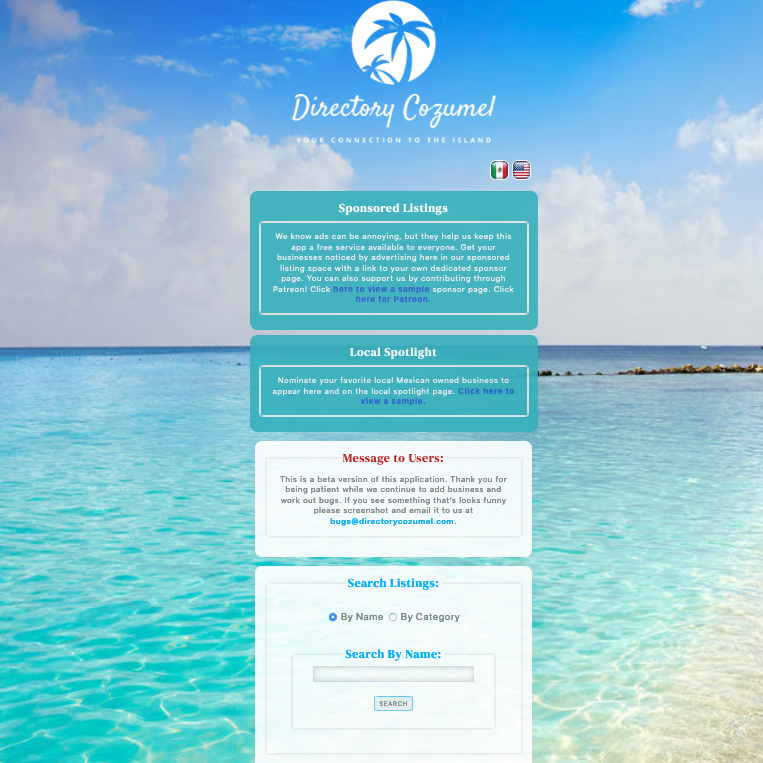 Directory Cozumel
YOUR CONNECTION TO THE ISLAND
Sponsored Listings
We know ads can be annoying, but they help us keep this
app a free service available to everyone. Get your
businesses noticed by advertising here in our sponsored
listing space with a link to your own dedicated sponsor
page. You can also support us by contributing through
Patreon! Click here to view a sample sponsor page. Click
here for Patreon.
Local Spotlight
Nominate your favorite local Mexican owned business to
appear here and on the local spotlight page. Click here to
view a sample.
Message to Users:
This is a beta version of this application. Thank you for
being patient while we continue to add business and
work out bugs. If you see something that's looks funny
please screenshot and email it to us at
bugs@directorycozumel.com.
Search Listings:
By Name By Category
Search By Name:
SEARCH